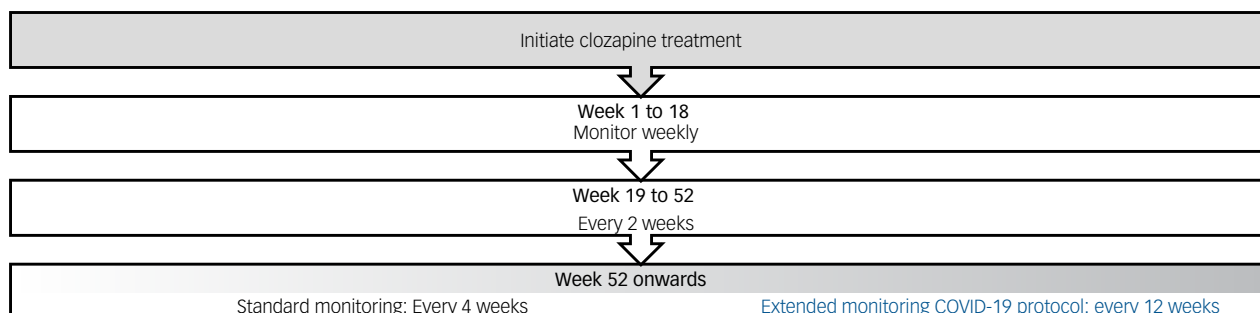 Initiate clozapine treatment
Week 1 to 18
Monitor weekly
Week 19 to 52
Every 2 weeks
Week 52 onwards
Standard monitoring: Every 4 weeks
Extended monitoring COVID-19 protocol: every 12 weeks